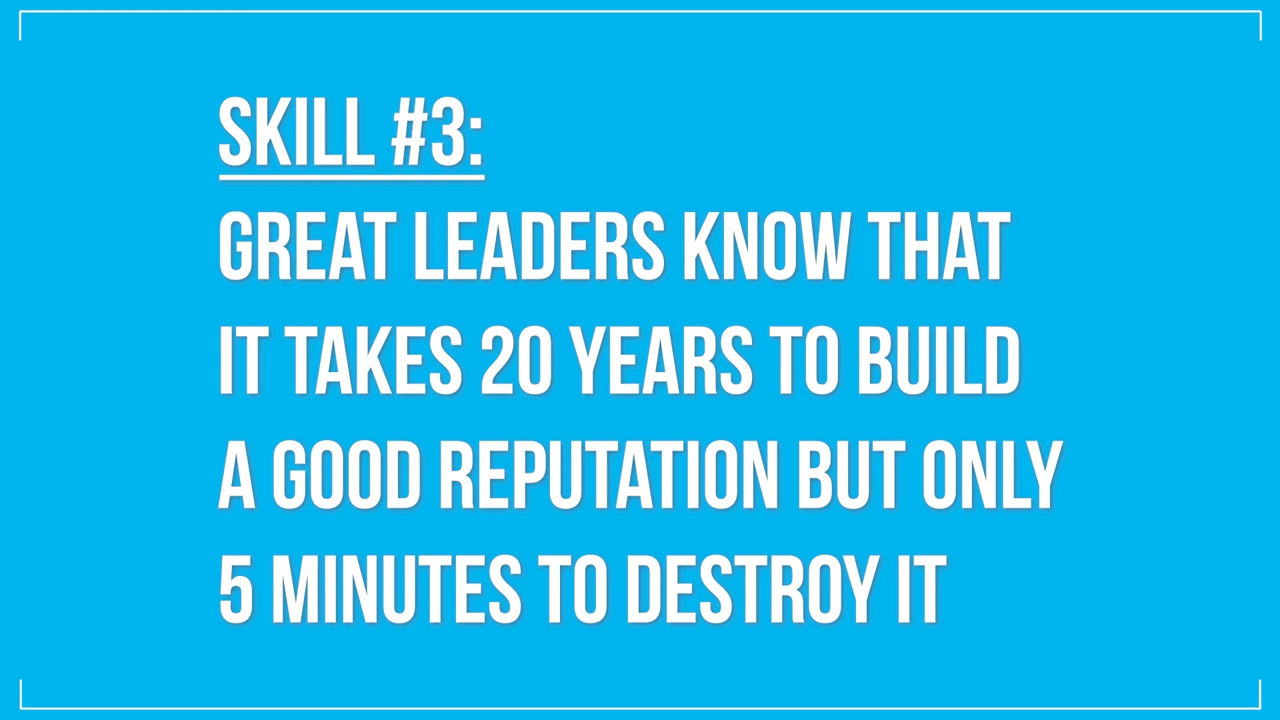 SKILL #3:
GREAT LEADERS KNOW THAT
IT TAKES 20 YEARS TO BUILD
A GOOD REPUTATION BUT ONLY
5 MINUTES TO DESTROY IT